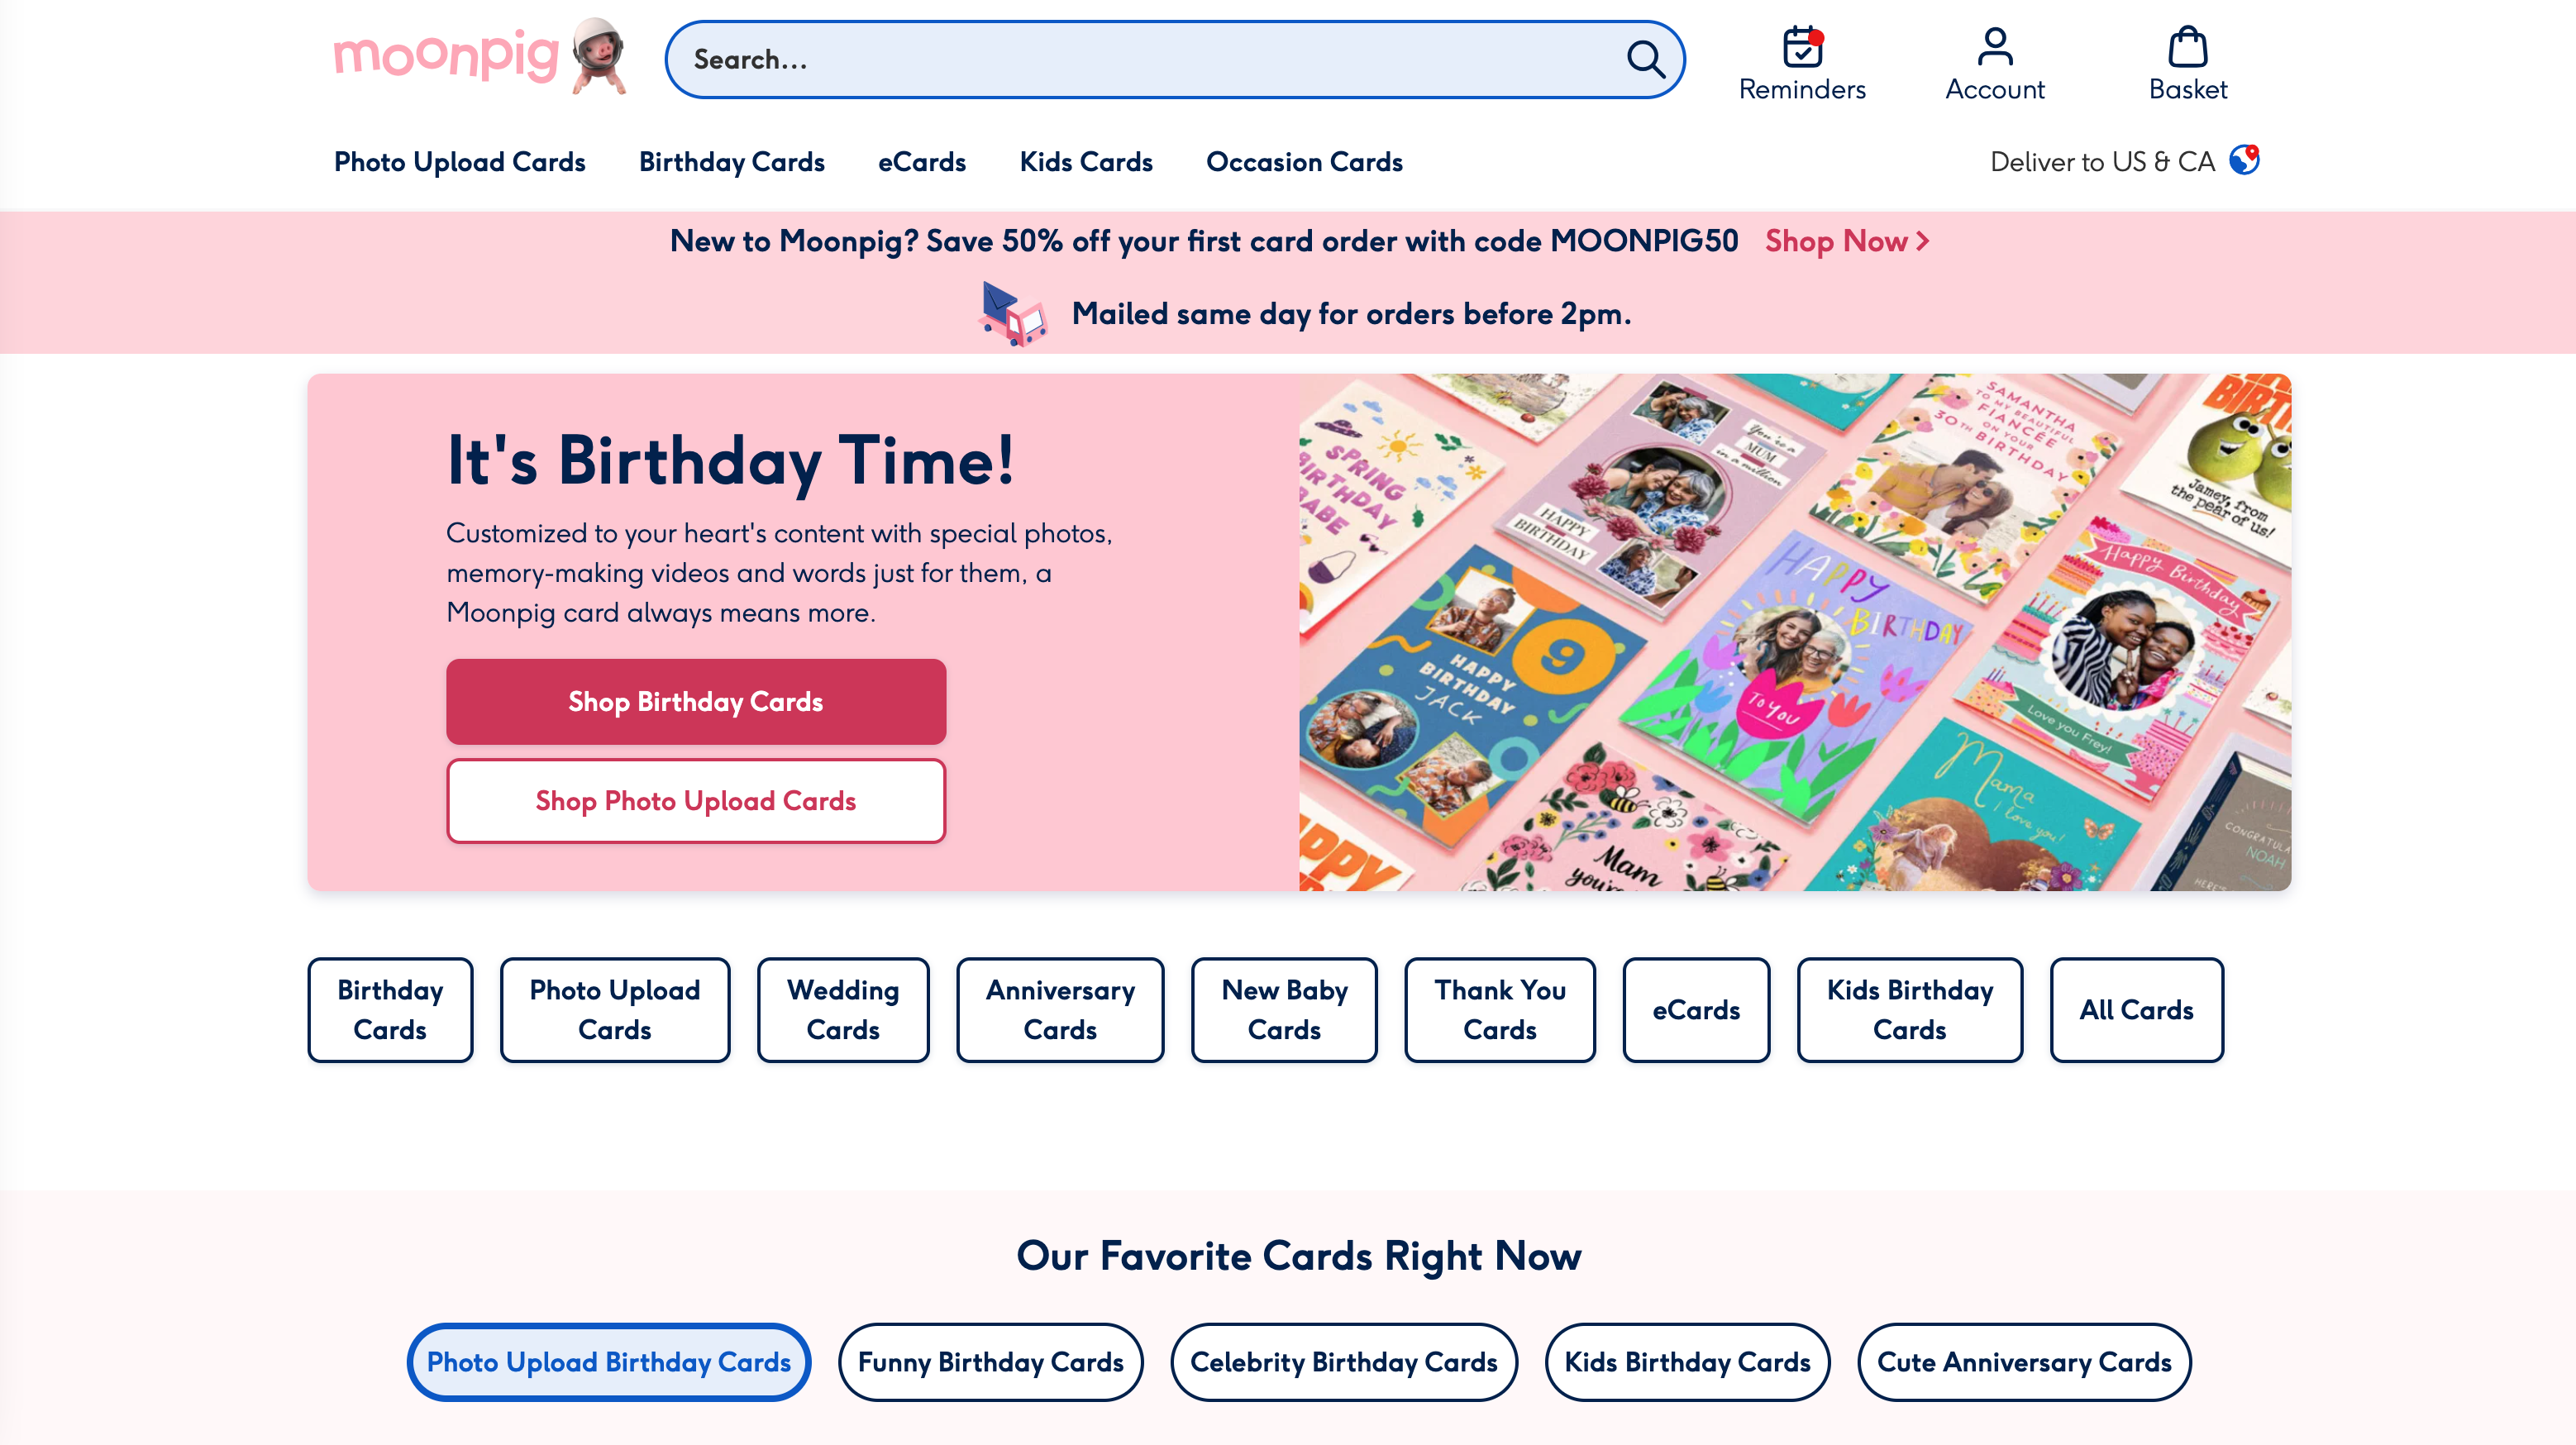 moonpig
Search...
Reminders
Account
Basket
Photo Upload Cards
Birthday Cards
eCards
Kids Cards
Occasion Cards
Deliver to US & CA
New to Moonpig? Save 50% off your first card order with code MOONPIG50 Shop Now
Mailed same day for orders before 2pm.
It's Birthday Time!
Customized to your heart's content with special photos,
memory-making videos and words just for them, a
Moonpig card always means more.
Shop Birthday Cards
Shop Photo Upload Cards
SPRING
BIRTHDAY
BABE
You're a
MUM
in a million
HAPPY
BIRTHDAY
SAMANTHA
TO MY BEAUTIFUL
FIANCÉE
ON YOUR
30TH BIRTHDAY
BIRT
Jamey, from
the pear of us!
9
HAPPY
BIRTHDAY
JACK
HAPPY
BIRTHDAY
To You
Happy Birthday
Love you Frey!
Mam
you're
Mama
I love you!
CONGRATULA
NOAH
HERE'S
Birthday
Cards
Photo Upload
Cards
Wedding
Cards
Anniversary
Cards
New Baby
Cards
Thank You
Cards
eCards
Kids Birthday
Cards
All Cards
Our Favorite Cards Right Now
Photo Upload Birthday Cards
Funny Birthday Cards
Celebrity Birthday Cards
Kids Birthday Cards
Cute Anniversary Cards